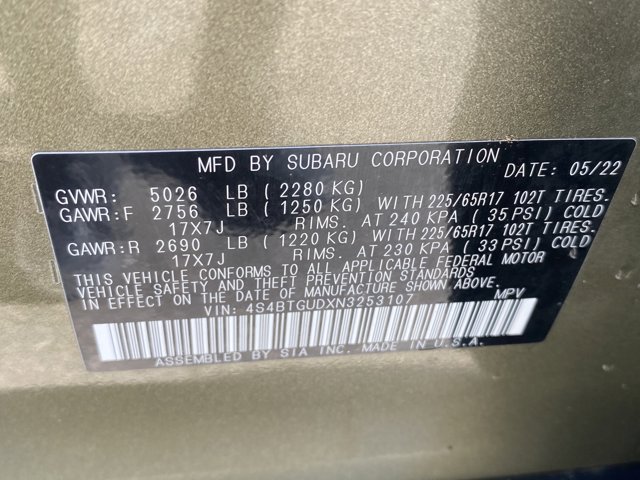 MFD BY SUBARU CORPORATION DATE: 05/22
GVWR: 5026 LB ( 2280 KG)
GAWR:F 2756 LB ( 1250 KG) WITH 225/65R17 102T TIRES.
17X7J RIMS. AT 240 KPA ( 35 PSI) COLD
GAWR:R 2690 LB ( 1220 KG) WITH 225/65R17 102T TIRES.
17X7J RIMS. AT 230 KPA ( 33 PSI) COLD
THIS VEHICLE CONFORMS TO ALL APPLICABLE FEDERAL MOTOR
VEHICLE SAFETY AND THEFT PREVENTION STANDARDS
IN EFFECT ON THE DATE OF MANUFACTURE SHOWN ABOVE.
VIN: 4S4BTGUDXN3253107 MPV
ASSEMBLED BY SIA INC. MADE IN U.S.A.